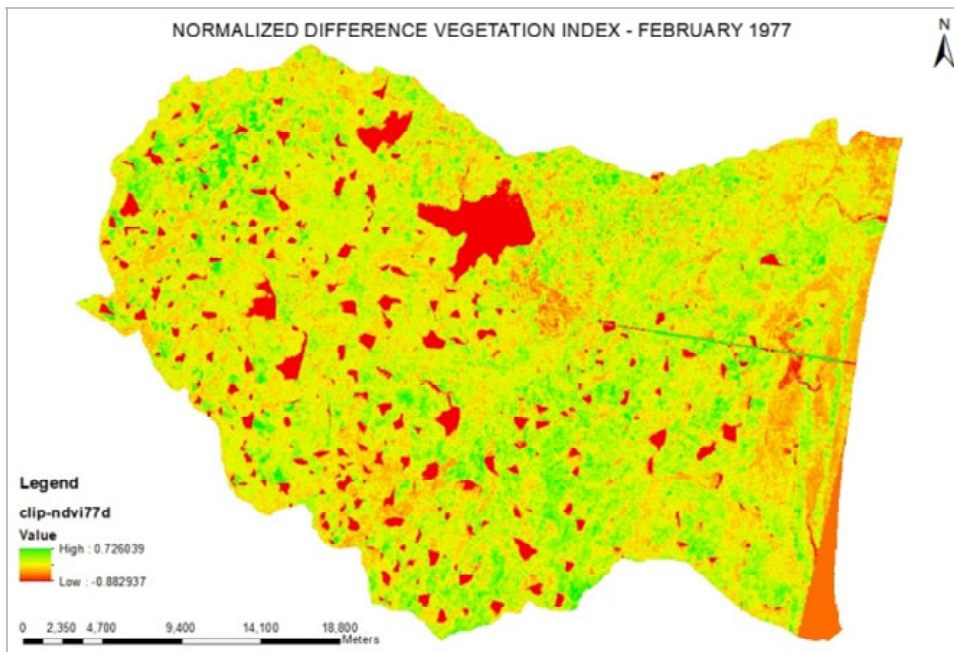 NORMALIZED DIFFERENCE VEGETATION INDEX - FEBRUARY 1977
N
Legend
clip-ndvi77d
Value
High : 0.726039
Low : -0.882937
0 2,350 4,700 9,400 14,100 18,800
Meters